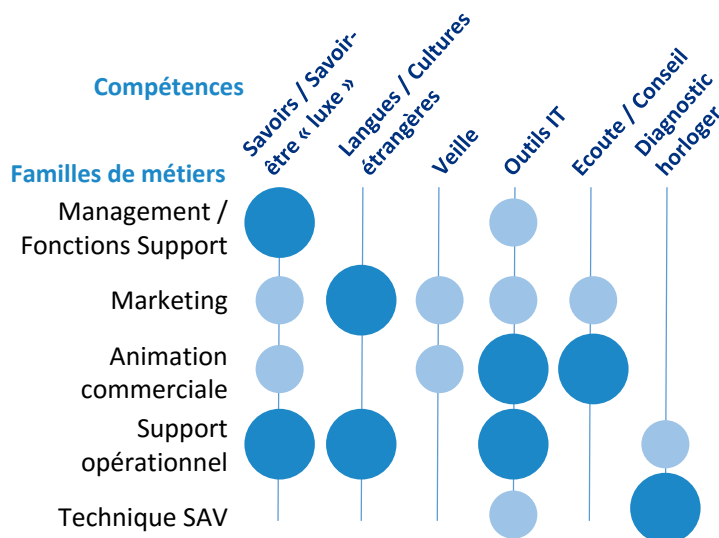 Compétences
Savoirs / Savoir-
être « luxe »
Langues / Cultures
étrangères
Veille
Outils IT
Ecoute / Conseil
Diagnostic
horloger
Familles de métiers
Management /
Fonctions Support
Marketing
Animation
commerciale
Support
opérationnel
Technique SAV